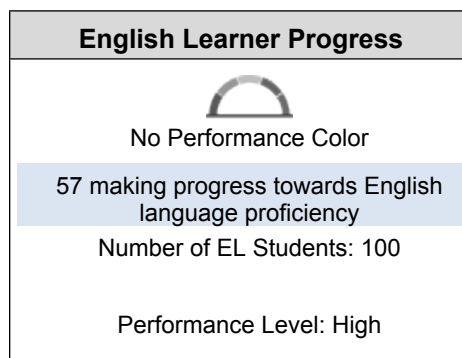 English Learner Progress
No Performance Color
57 making progress towards English
language proficiency
Number of EL Students: 100
Performance Level: High